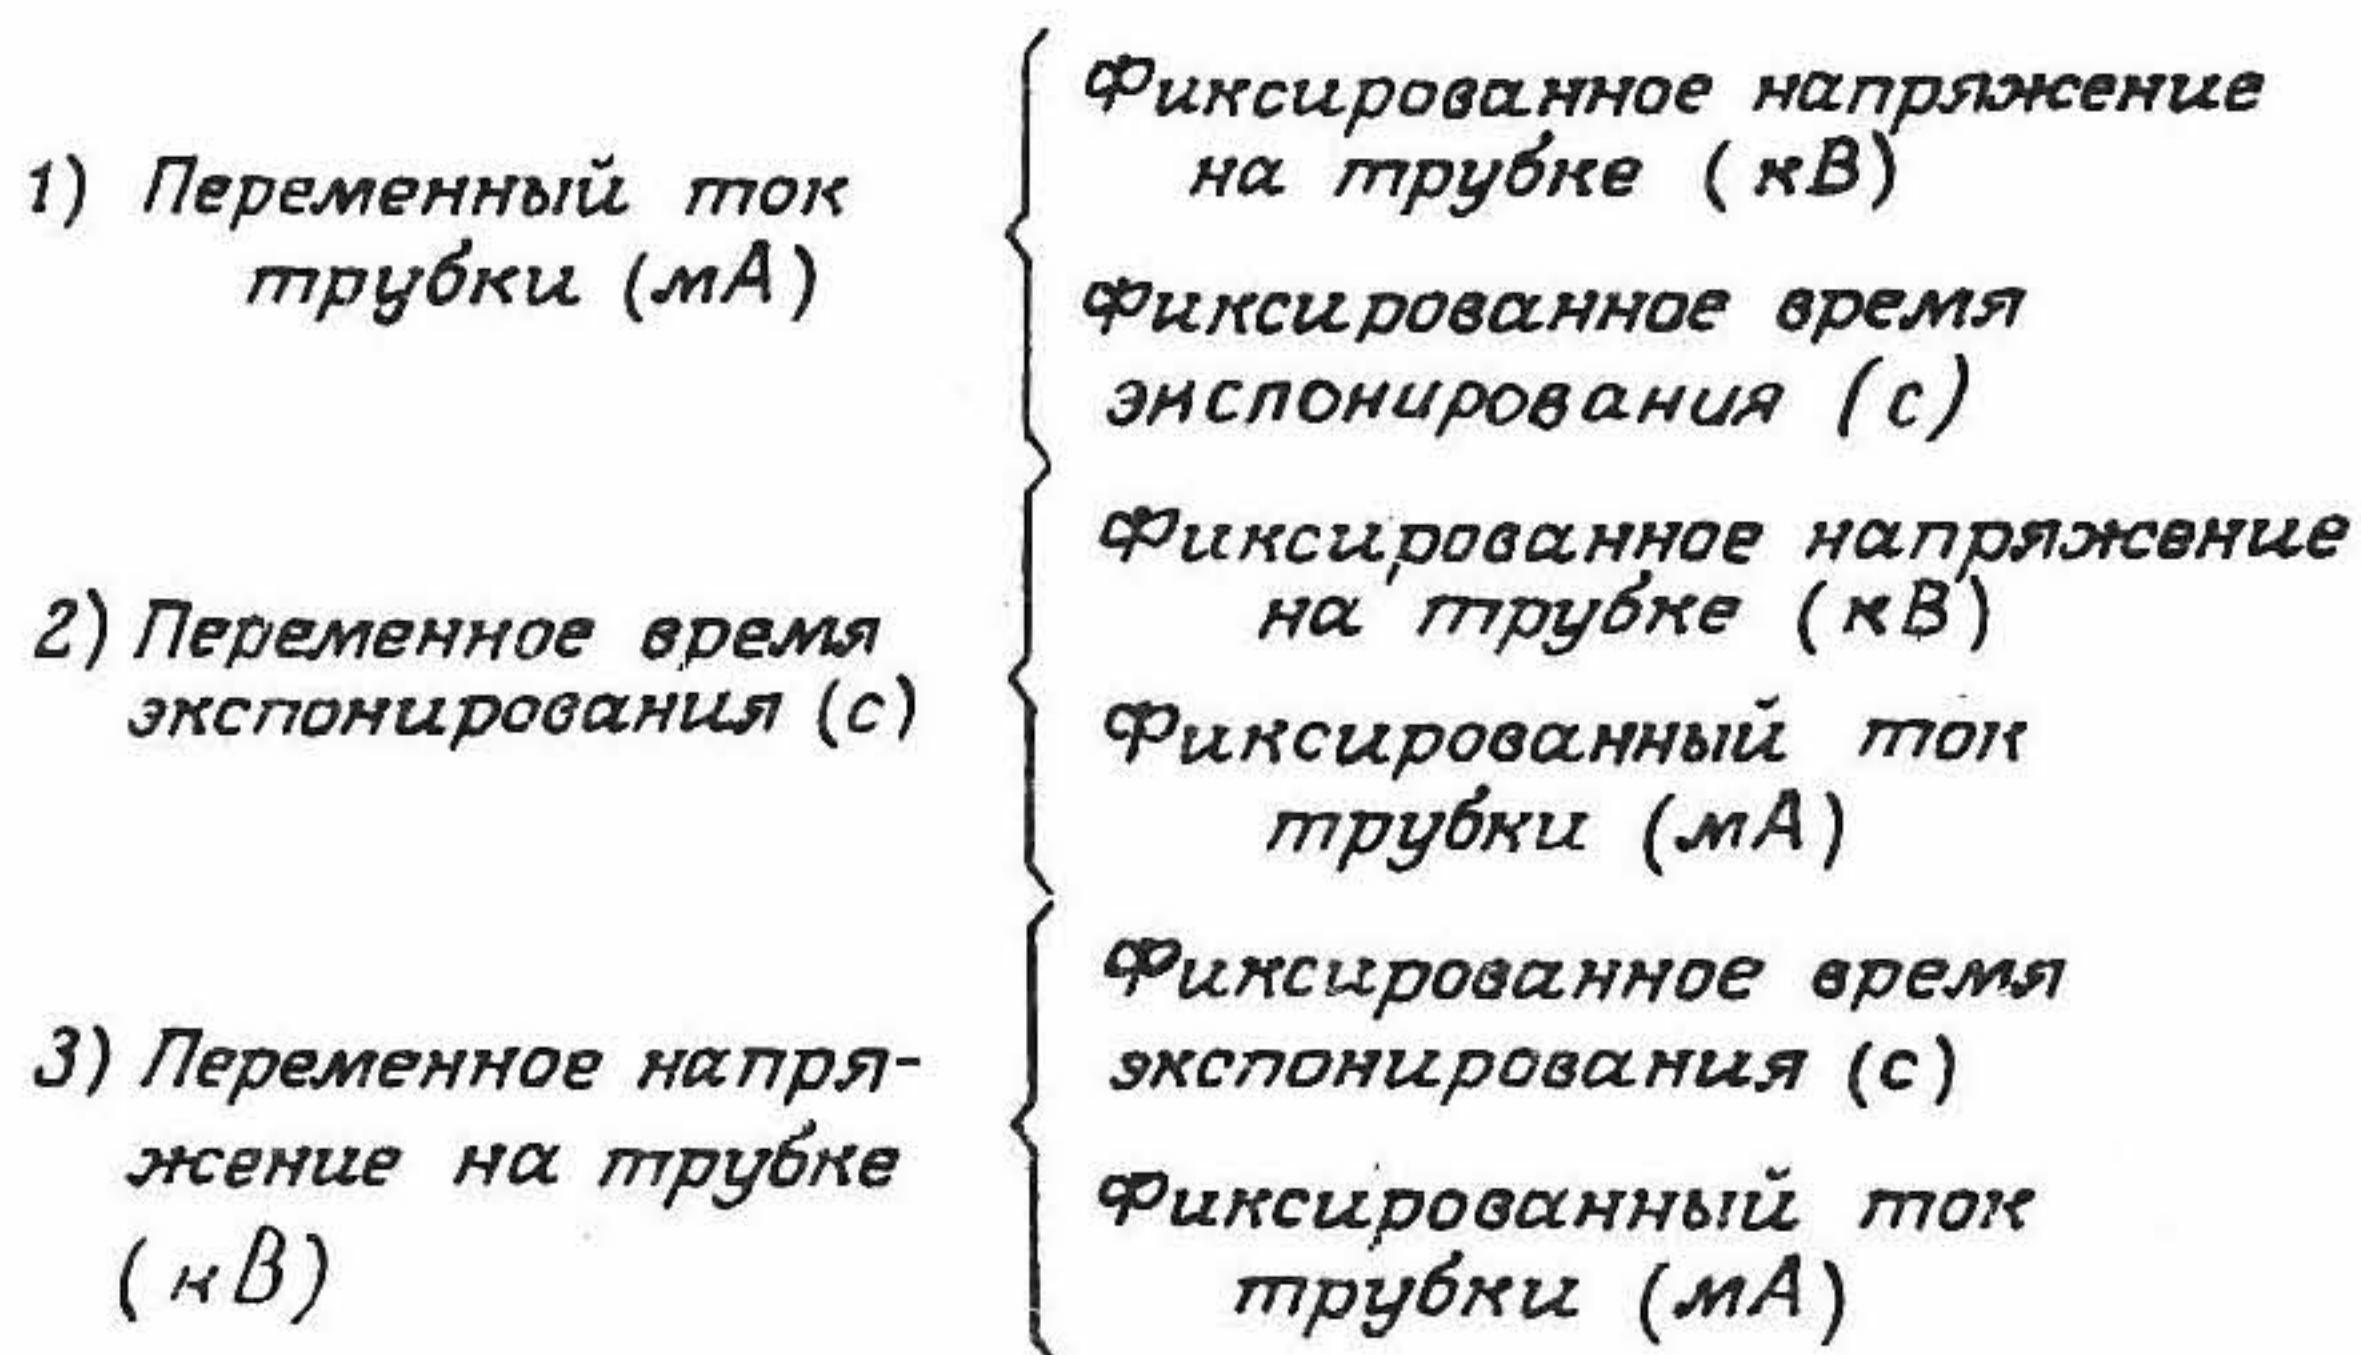 1) Переменный ток
трубки (мА)
Фиксированное напряжение
на трубке (кВ)
Фиксированное время
экспонирования (с)
2) Переменное время
экспонирования (с)
Фиксированное напряжение
на трубке (кВ)
Фиксированный ток
трубки (мА)
3) Переменное напря-
жение на трубке
(кВ)
Фиксированное время
экспонирования (с)
Фиксированный ток
трубки (мА)